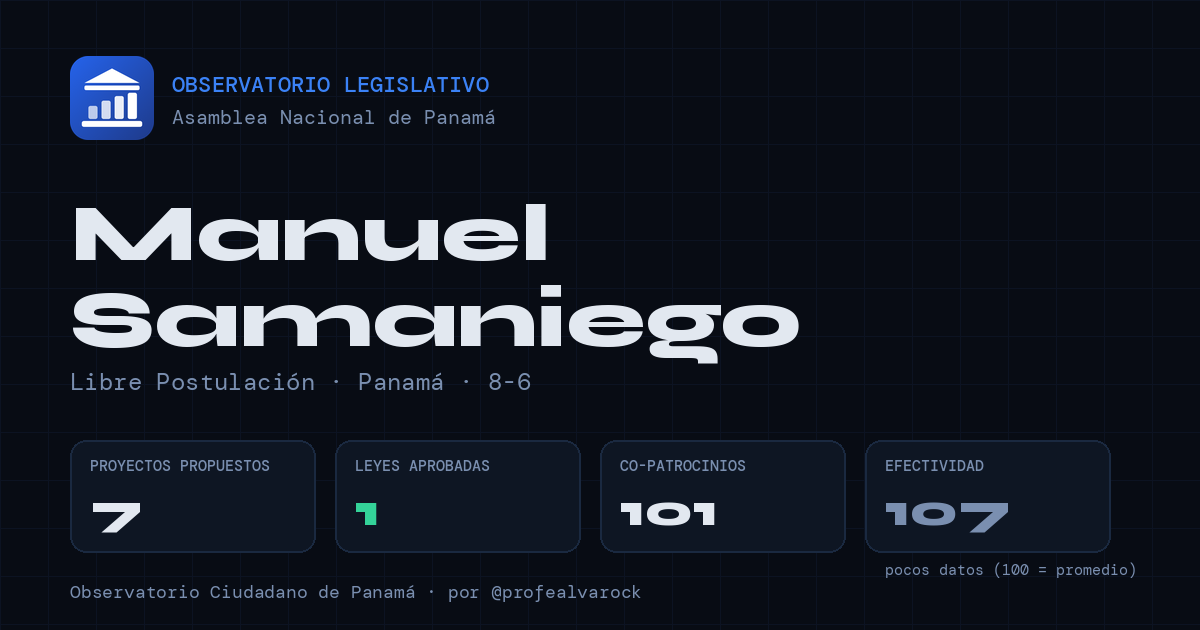 OBSERVATORIO LEGISLATIVO
Asamblea Nacional de Panamá
Manuel
Samaniego
Libre Postulación · Panamá · 8-6
PROYECTOS PROPUESTOS
7
LEYES APROBADAS
1
CO-PATROCINIOS
101
EFECTIVIDAD
107
pocos datos (100 = promedio)
Observatorio Ciudadano de Panamá · por @profealvarock